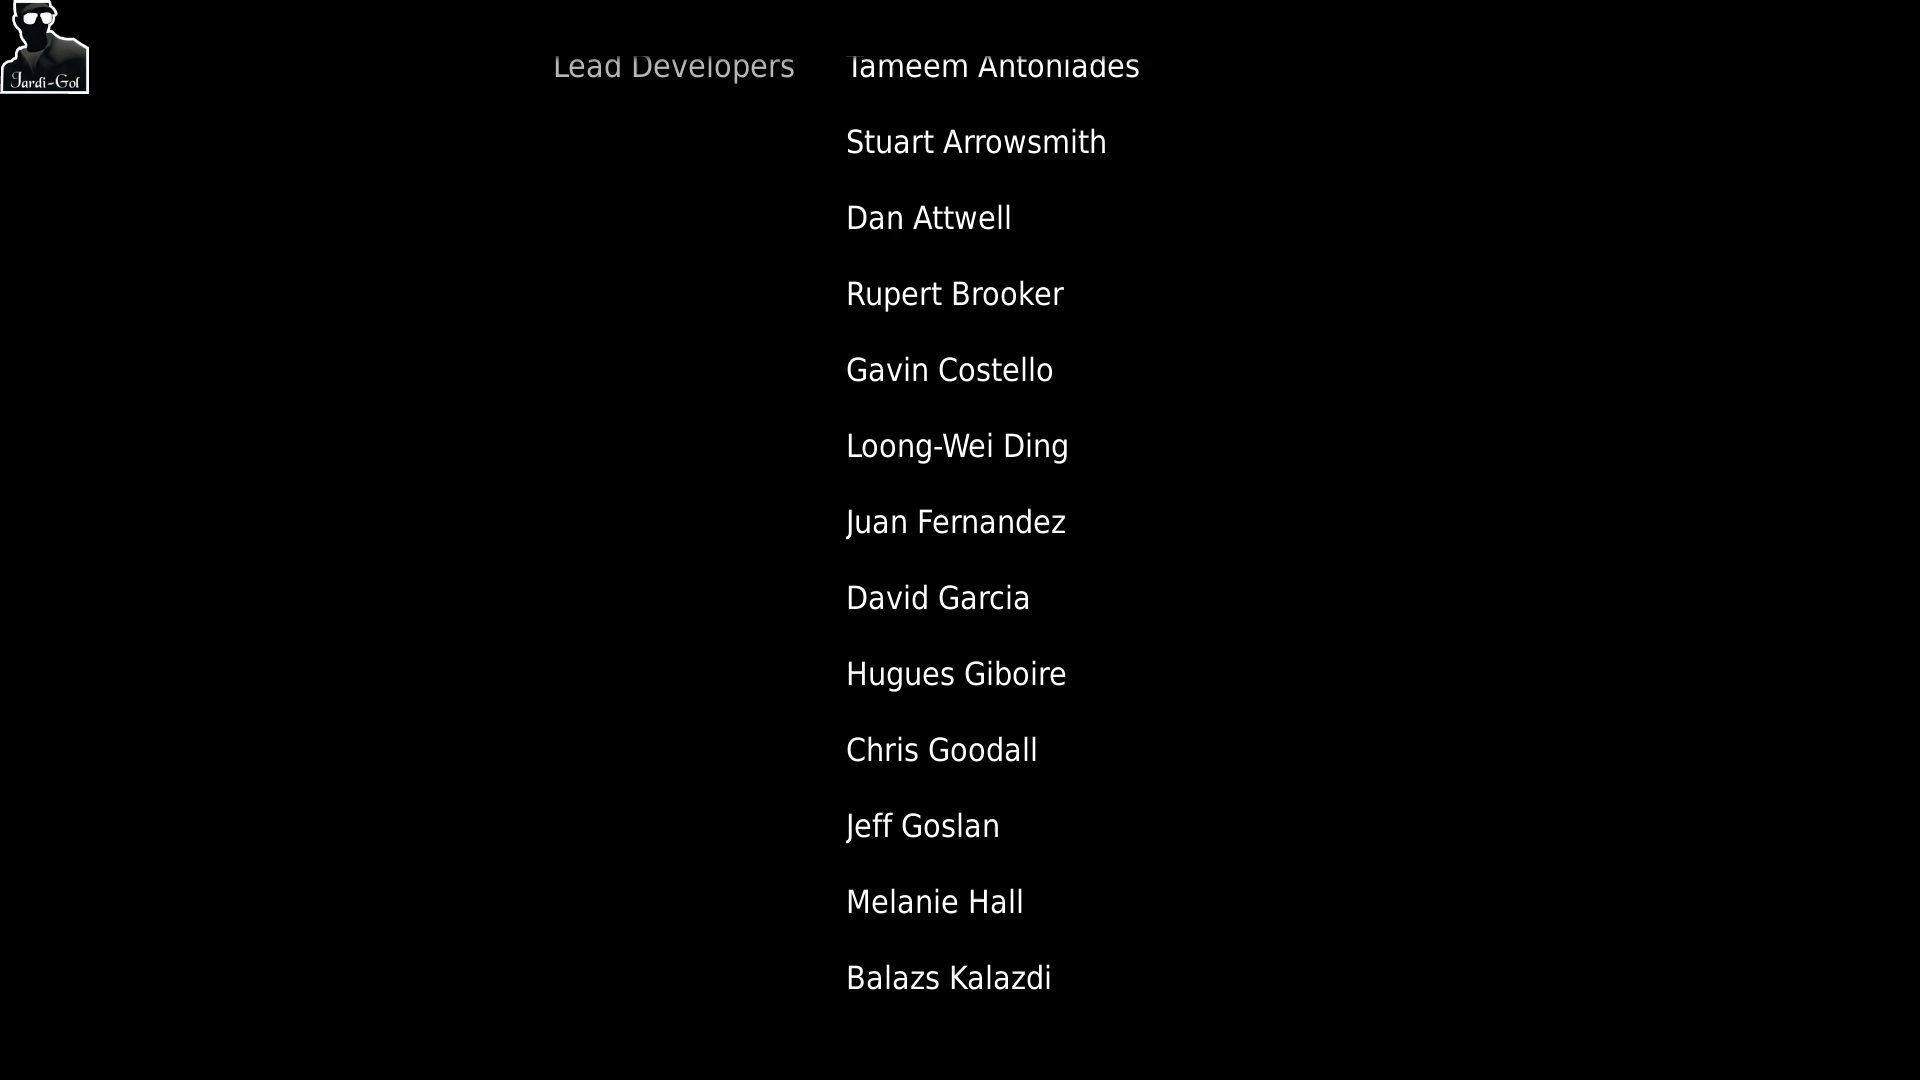 Jardi-Gol
Lead Developers Tameem Antoniades
Stuart Arrowsmith
Dan Attwell
Rupert Brooker
Gavin Costello
Loong-Wei Ding
Juan Fernandez
David Garcia
Hugues Giboire
Chris Goodall
Jeff Goslan
Melanie Hall
Balazs Kalazdi